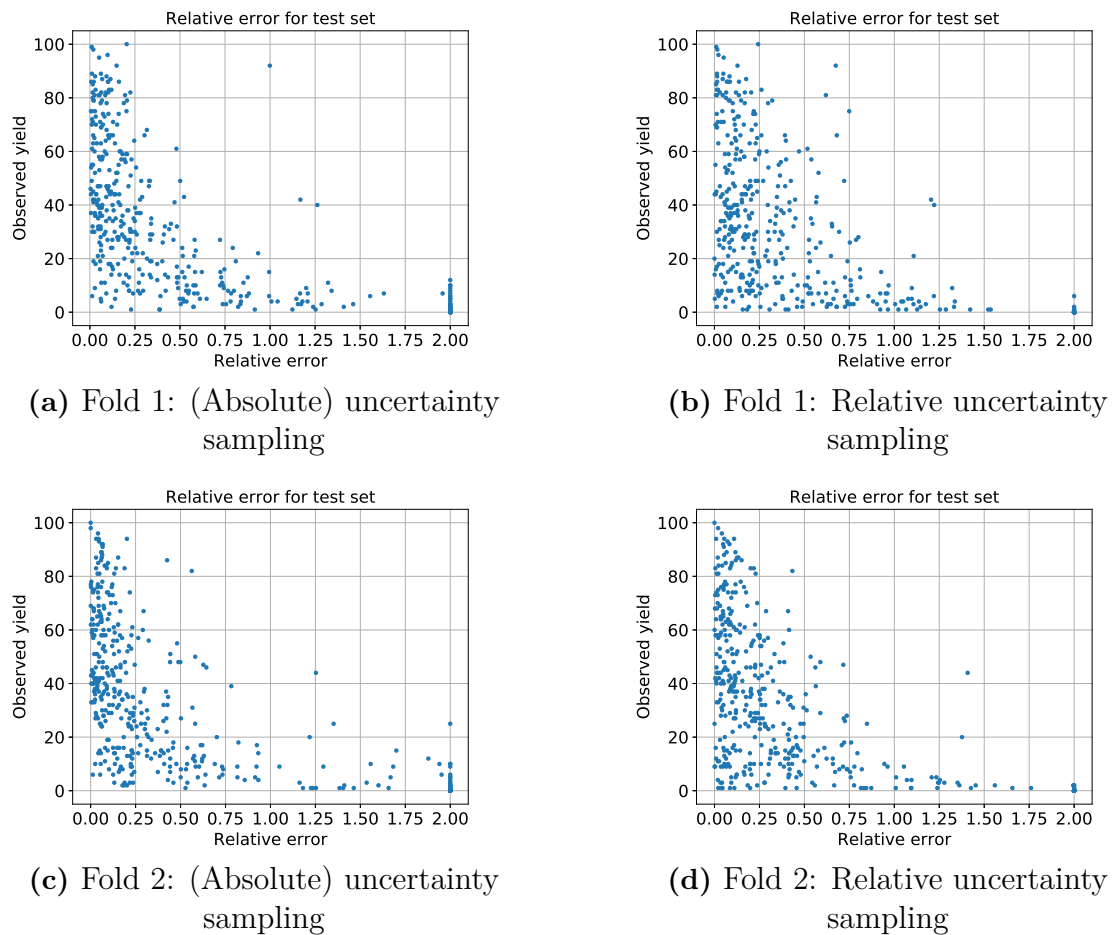 Relative error for test set
100
80
60
40
20
0
Observed yield
0.00 0.25 0.50 0.75 1.00 1.25 1.50 1.75 2.00
Relative error
(a) Fold 1: (Absolute) uncertainty
sampling
Relative error for test set
100
80
60
40
20
0
Observed yield
0.00 0.25 0.50 0.75 1.00 1.25 1.50 1.75 2.00
Relative error
(b) Fold 1: Relative uncertainty
sampling
Relative error for test set
100
80
60
40
20
0
Observed yield
0.00 0.25 0.50 0.75 1.00 1.25 1.50 1.75 2.00
Relative error
(c) Fold 2: (Absolute) uncertainty
sampling
Relative error for test set
100
80
60
40
20
0
Observed yield
0.00 0.25 0.50 0.75 1.00 1.25 1.50 1.75 2.00
Relative error
(d) Fold 2: Relative uncertainty
sampling